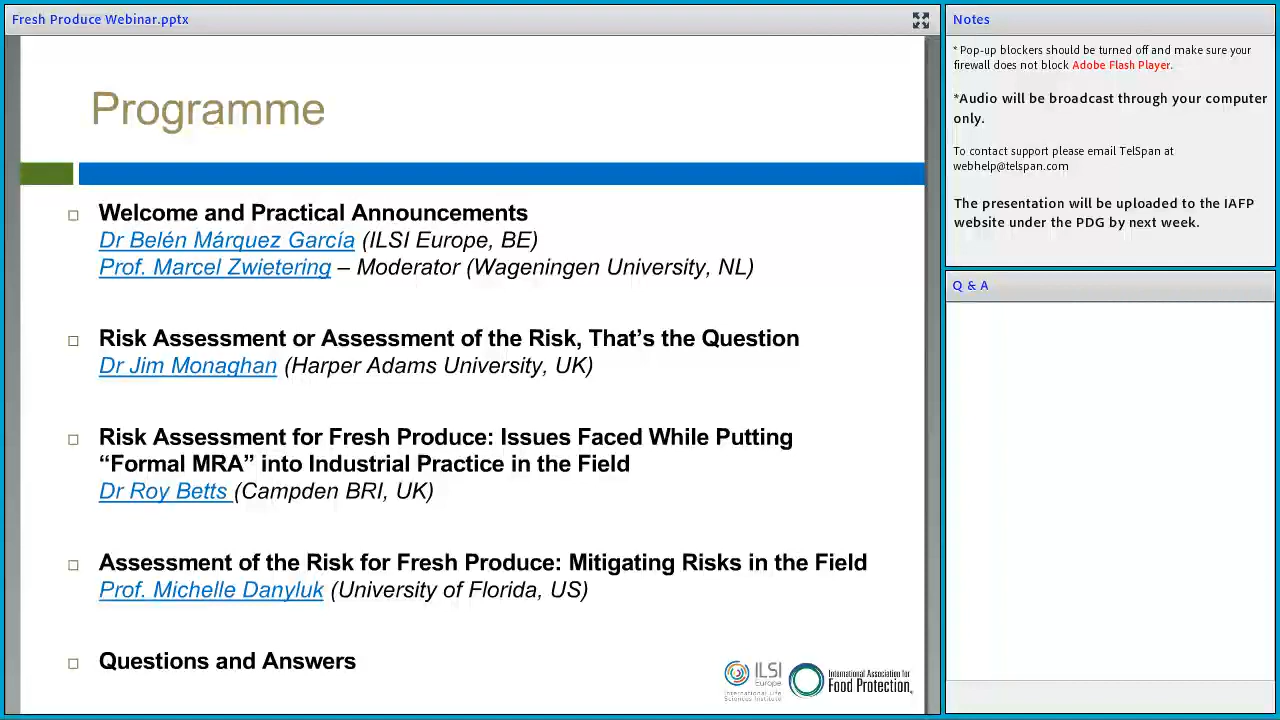 Fresh Produce Webinar.pptx
Programme
Welcome and Practical Announcements
Dr Belén Márquez García (ILSI Europe, BE)
Prof. Marcel Zwietering – Moderator (Wageningen University, NL)
Risk Assessment or Assessment of the Risk, That’s the Question
Dr Jim Monaghan (Harper Adams University, UK)
Risk Assessment for Fresh Produce: Issues Faced While Putting
“Formal MRA” into Industrial Practice in the Field
Dr Roy Betts (Campden BRI, UK)
Assessment of the Risk for Fresh Produce: Mitigating Risks in the Field
Prof. Michelle Danyluk (University of Florida, US)
Questions and Answers
ILSI
Europe
International Life
Sciences Institute
International Association for
Food Protection
Notes
* Pop-up blockers should be turned off and make sure your
firewall does not block Adobe Flash Player.
*Audio will be broadcast through your computer
only.
To contact support please email TelSpan at
webhelp@telspan.com
The presentation will be uploaded to the IAFP
website under the PDG by next week.
Q & A